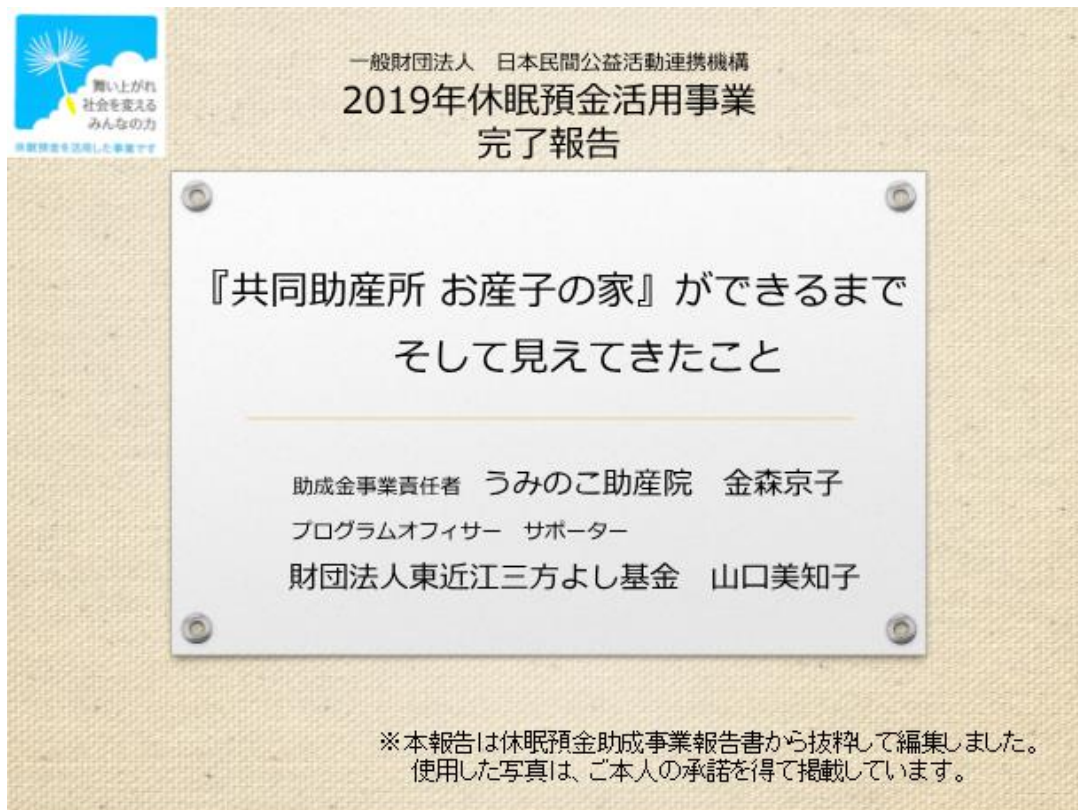 舞い上がれ
社会を変える
みんなの力
休眠預金を活用した事業です
一般財団法人 日本民間公益活動連携機構
2019年休眠預金活用事業
完了報告
『共同助産所 お産子の家』ができるまで
そして見えてきたこと
助成金事業責任者 うみのこ助産院 金森京子
プログラムオフィサー サポーター
財団法人東近江三方よし基金 山口美知子
※本報告は休眠預金助成事業報告書から抜粋して編集しました。
使用した写真は、ご本人の承諾を得て掲載しています。